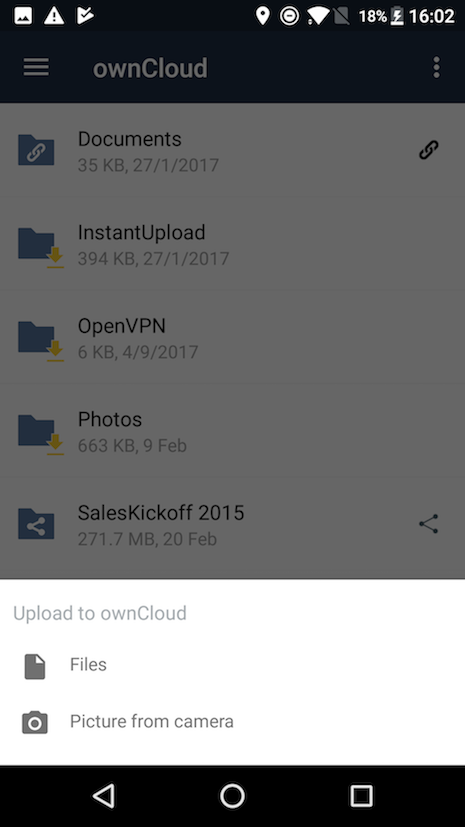 18% 16:02
ownCloud
Documents
35 KB, 27/1/2017
InstantUpload
394 KB, 27/1/2017
OpenVPN
6 KB, 4/9/2017
Photos
663 KB, 9 Feb
SalesKickoff 2015
271.7 MB, 20 Feb
Upload to ownCloud
Files
Picture from camera